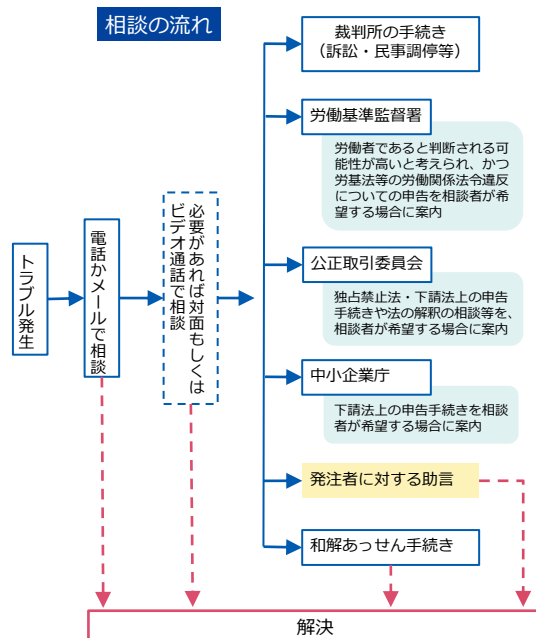 相談の流れ
トラブル発生
電話かメールで相談
必要があれば対面もしくは
ビデオ通話で相談
裁判所の手続き
（訴訟・民事調停等）
労働基準監督署
労働者であると判断される可
能性が高いと考えられ、かつ
労基法等の労働関係法令違反
についての申告を相談者が希
望する場合に案内
公正取引委員会
独占禁止法・下請法上の申告
手続きや法の解釈の相談等を、
相談者が希望する場合に案内
中小企業庁
下請法上の申告手続きを相談
者が希望する場合に案内
発注者に対する助言
和解あっせん手続き
解決